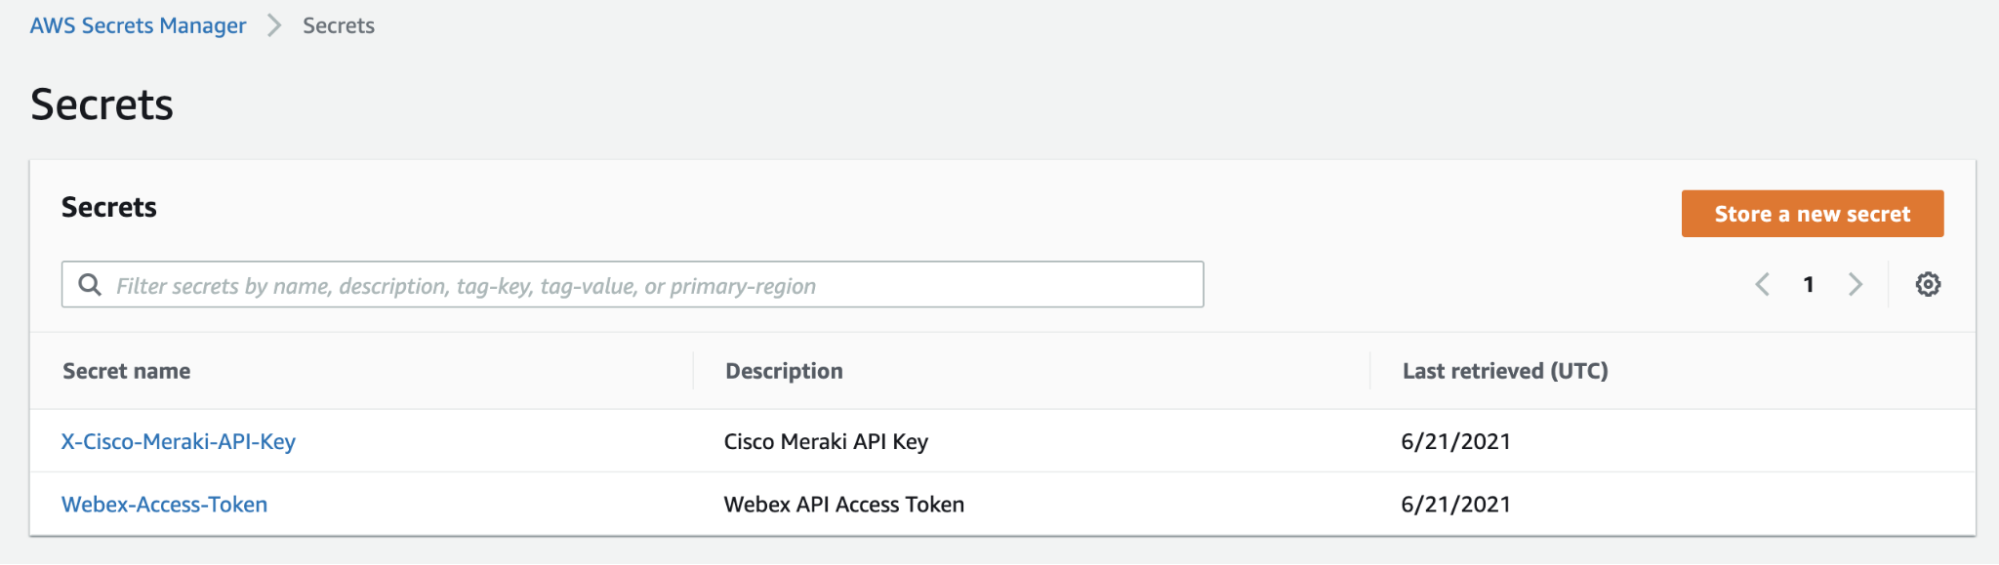 AWS Secrets Manager > Secrets
Secrets
Secrets
Store a new secret
Filter secrets by name, description, tag-key, tag-value, or primary-region
1
Secret name Description Last retrieved (UTC)
X-Cisco-Meraki-API-Key Cisco Meraki API Key 6/21/2021
Webex-Access-Token Webex API Access Token 6/21/2021